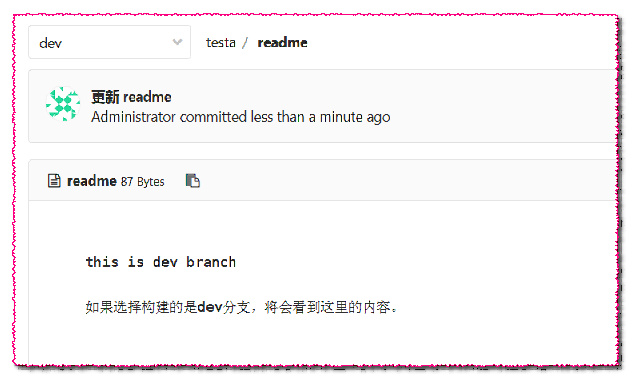 dev
testa / readme
更新 readme
Administrator committed less than a minute ago
readme 87 Bytes
this is dev branch
如果选择构建的是dev分支，将会看到这里的内容。